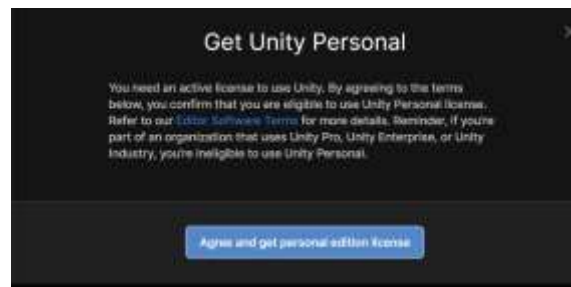 Get Unity Personal
You need an active license to use Unity. By agreeing to the terms
below, you confirm that you are eligible to use Unity Personal license.
Refer to our Editor Software Terms for more details. Reminder, if you're
part of an organization that uses Unity Pro, Unity Enterprise, or Unity
Industry, you're ineligible to use Unity Personal.
Agree and get personal edition license